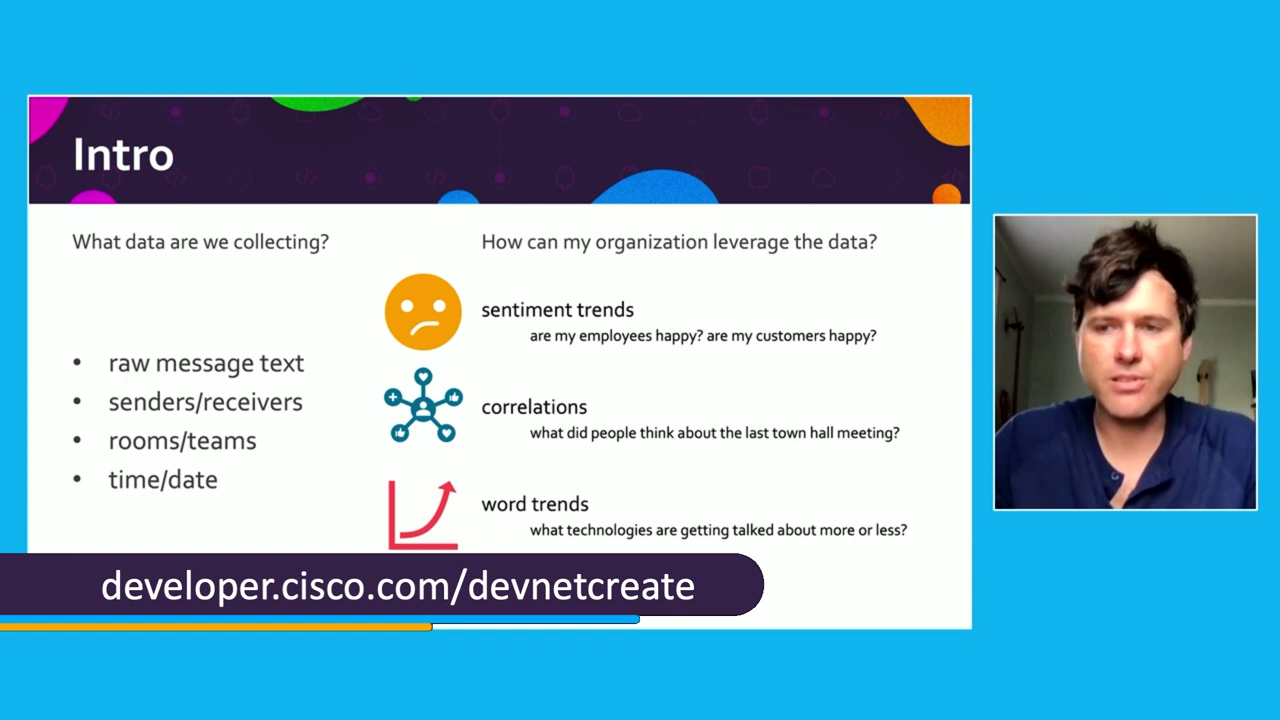 Intro
What data are we collecting?
• raw message text
• senders/receivers
• rooms/teams
• time/date
How can my organization leverage the data?
sentiment trends
are my employees happy? are my customers happy?
correlations
what did people think about the last town hall meeting?
word trends
what technologies are getting talked about more or less?
developer.cisco.com/devnetcreate